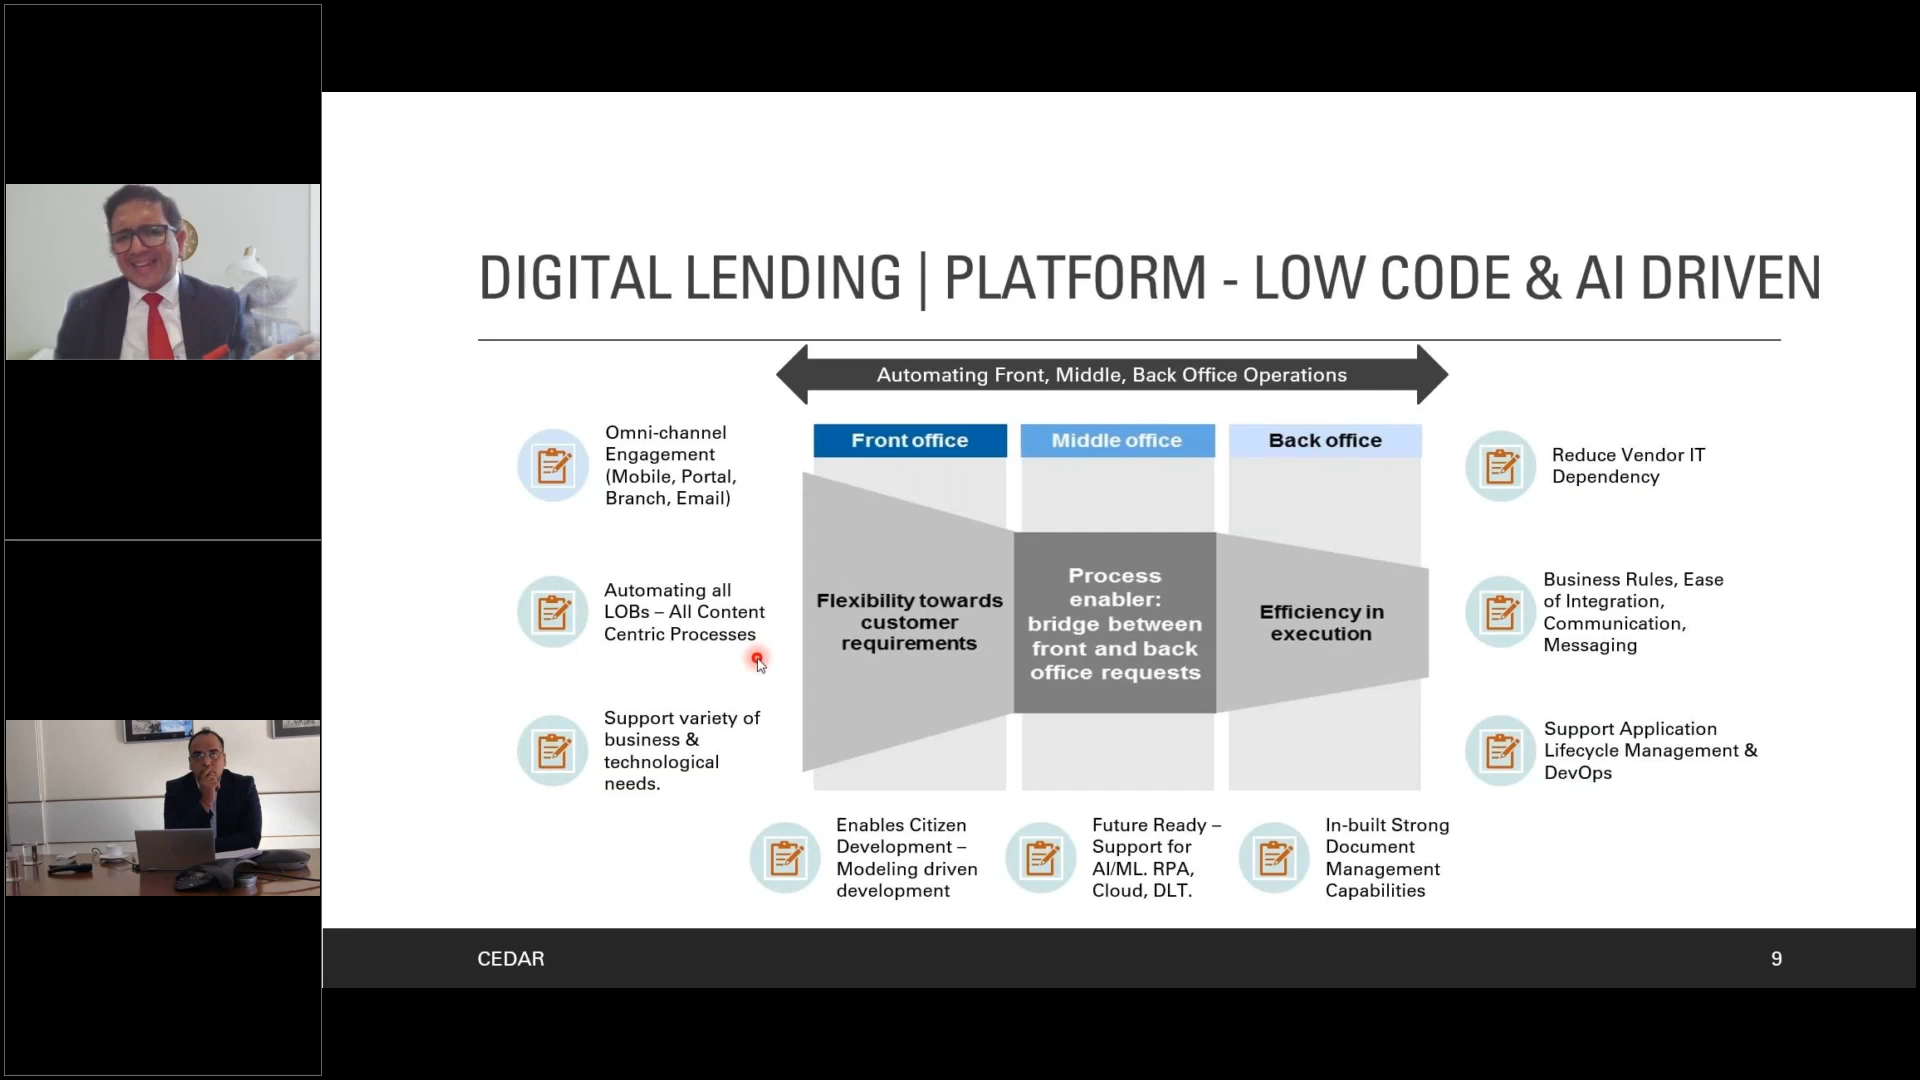 DIGITAL LENDING | PLATFORM - LOW CODE & AI DRIVEN
Automating Front, Middle, Back Office Operations
Omni-channel
Engagement
(Mobile, Portal,
Branch, Email)
Automating all
LOBs – All Content
Centric Processes
Support variety of
business &
technological
needs.
Front office
Middle office
Back office
Flexibility towards
customer
requirements
Process
enabler:
bridge between
front and back
office requests
Efficiency in
execution
Reduce Vendor IT
Dependency
Business Rules, Ease
of Integration,
Communication,
Messaging
Support Application
Lifecycle Management &
DevOps
Enables Citizen
Development –
Modeling driven
development
Future Ready –
Support for
AI/ML. RPA,
Cloud, DLT.
In-built Strong
Document
Management
Capabilities
CEDAR
9